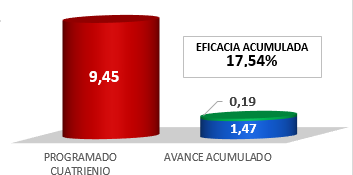 EFICACIA ACUMULADA
17,54%
9,45
0,19
1,47
PROGRAMADO
CUATRIENIO
AVANCE ACUMULADO